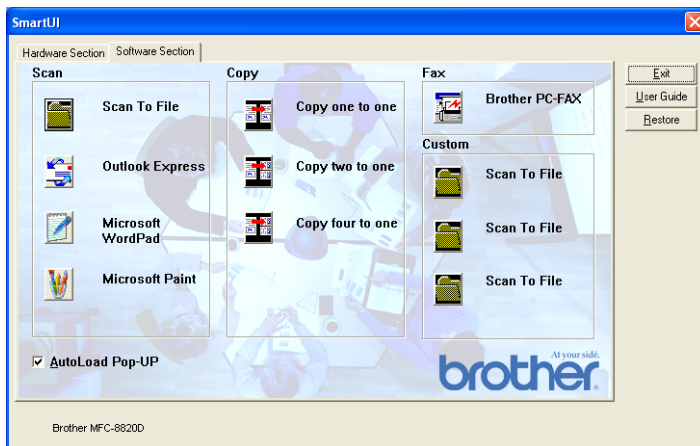 SmartUI
Hardware Section
Software Section
Scan
Scan To File
Outlook Express
Microsoft
WordPad
Microsoft Paint
Copy
Copy one to one
Copy two to one
Copy four to one
Fax
Brother PC-FAX
Custom
Scan To File
Scan To File
Scan To File
Exit
User Guide
Restore
AutoLoad Pop-UP
At your side.
brother
Brother MFC-8820D